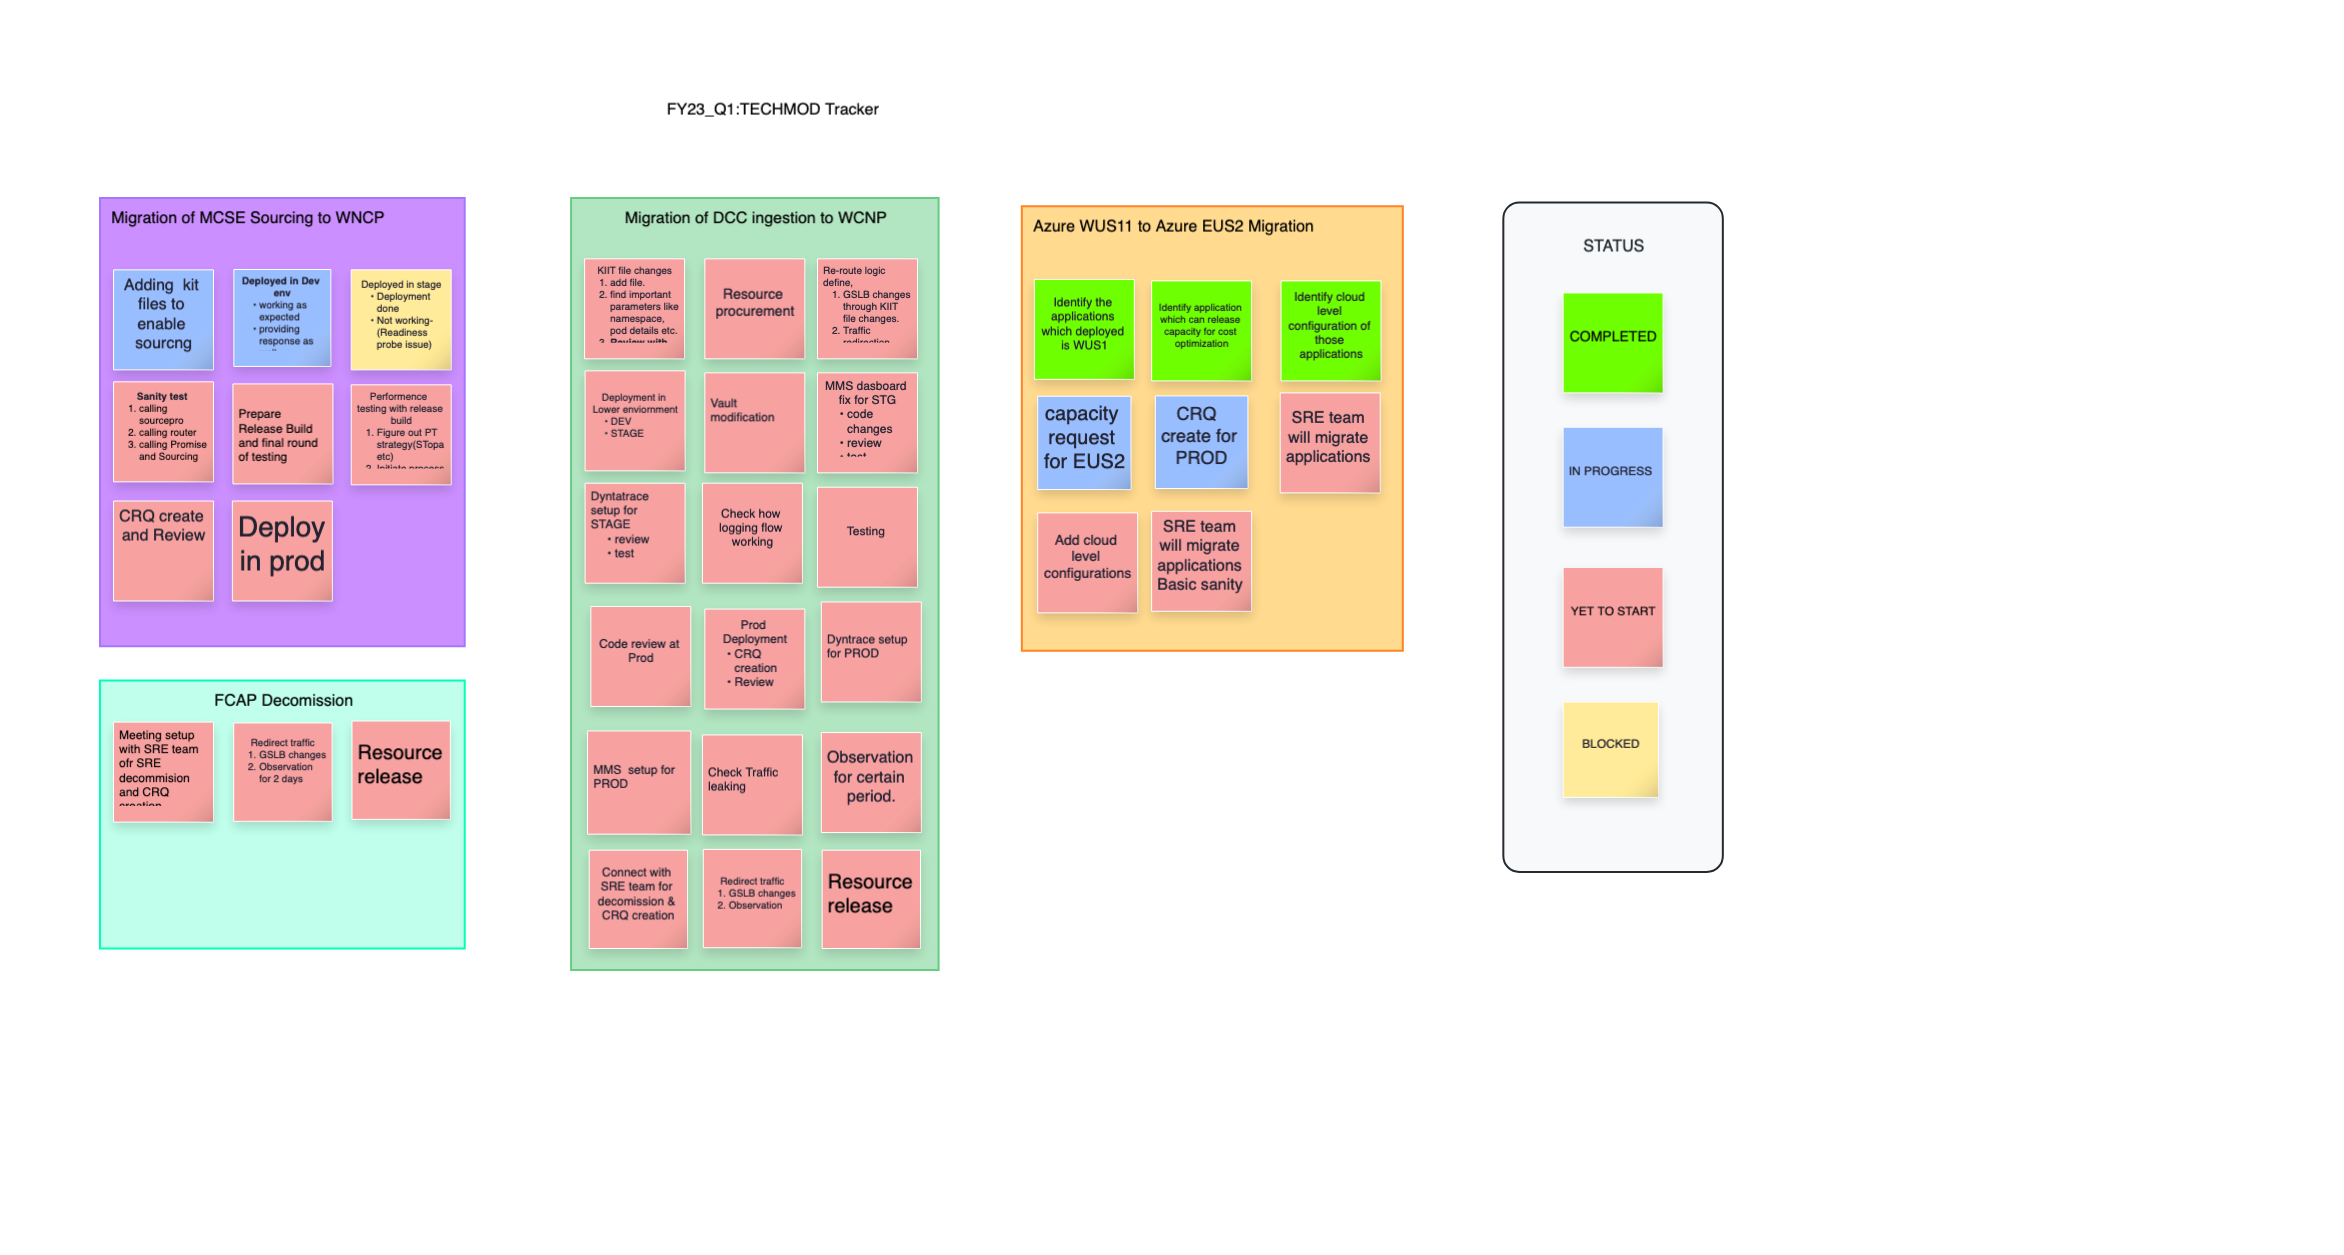 FY23_Q1:TECHMOD Tracker
Migration of MCSE Sourcing to WNCP
Adding kit
files to
enable
sourcng
Deployed in Dev
env
• working as
expected
• providing
response as
Deployed in stage
• Deployment
done
• Not working-
(Readiness
probe issue)
Sanity test
1. calling
sourcepro
2. calling router
3. calling Promise
and Sourcing
Prepare
Release Build
and final round
of testing
Performence
testing with release
build
1. Figure out PT
strategy(STopa
etc)
2. Initiate process
CRQ create
and Review
Deploy
in prod
FCAP Decomission
Meeting setup
with SRE team
ofr SRE
decommision
and CRQ
creation
Redirect traffic
1. GSLB changes
2. Observation
for 2 days
Resource
release
Migration of DCC ingestion to WCNP
KIIT file changes
1. add file.
2. find important
parameters like
namespace,
pod details etc.
3. Review with
Resource
procurement
Re-route logic
define,
1. GSLB changes
through KIIT
file changes.
2. Traffic
redirection
Deployment in
Lower enviornment
• DEV
• STAGE
Vault
modification
MMS dasboard
fix for STG
• code
changes
• review
• test
Dyntatrace
setup for
STAGE
• review
• test
Check how
logging flow
working
Testing
Code review at
Prod
Prod
Deployment
• CRQ
creation
• Review
Dyntrace setup
for PROD
MMS setup for
PROD
Check Traffic
leaking
Observation
for certain
period.
Connect with
SRE team for
decomission &
CRQ creation
Redirect traffic
1. GSLB changes
2. Observation
Resource
release
Azure WUS11 to Azure EUS2 Migration
Identify the
applications
which deployed
is WUS1
Identify application
which can release
capacity for cost
optimization
Identify cloud
level
configuration of
those
applications
capacity
request
for EUS2
CRQ
create for
PROD
SRE team
will migrate
applications
Add cloud
level
configurations
SRE team
will migrate
applications
Basic sanity
STATUS
COMPLETED
IN PROGRESS
YET TO START
BLOCKED